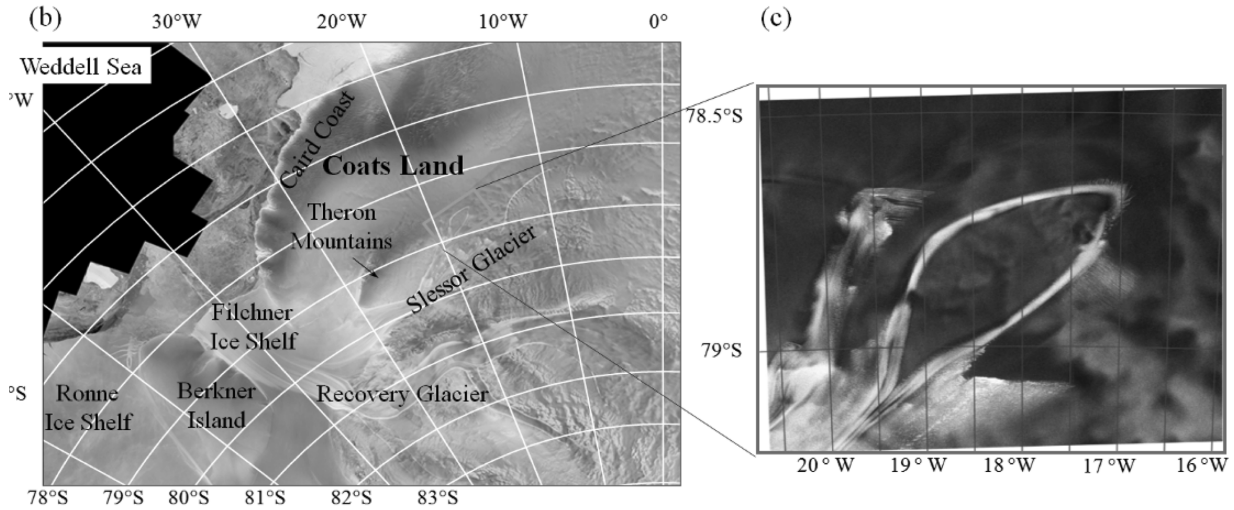 (b)
30°W
20°W
10°W
0°
(c)
Weddell Sea
°W
Caird Coast
Coats Land
Theron
Mountains
Slessor Glacier
Filchner
Ice Shelf
°S
Ronne
Ice Shelf
Berkner
Island
Recovery Glacier
78°S
79°S
80°S
81°S
82°S
83°S
78.5°S
79°S
20°W
19°W
18°W
17°W
16°W